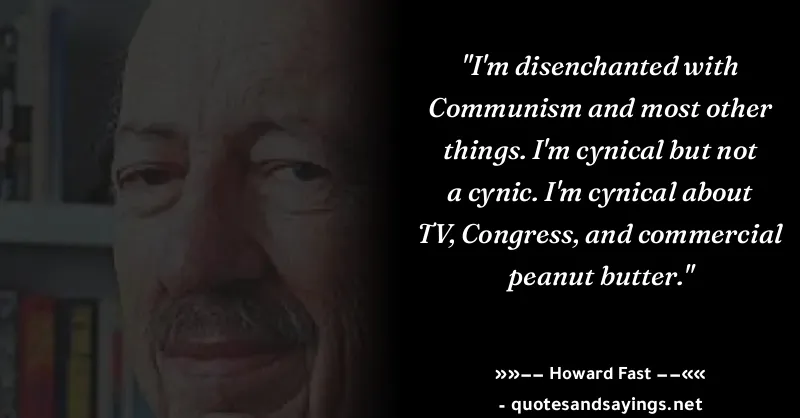 "I'm disenchanted with
Communism and most other
things. I'm cynical but not
a cynic. I'm cynical about
TV, Congress, and commercial
peanut butter."
»»−− Howard Fast −−««
- quotesandsayings.net